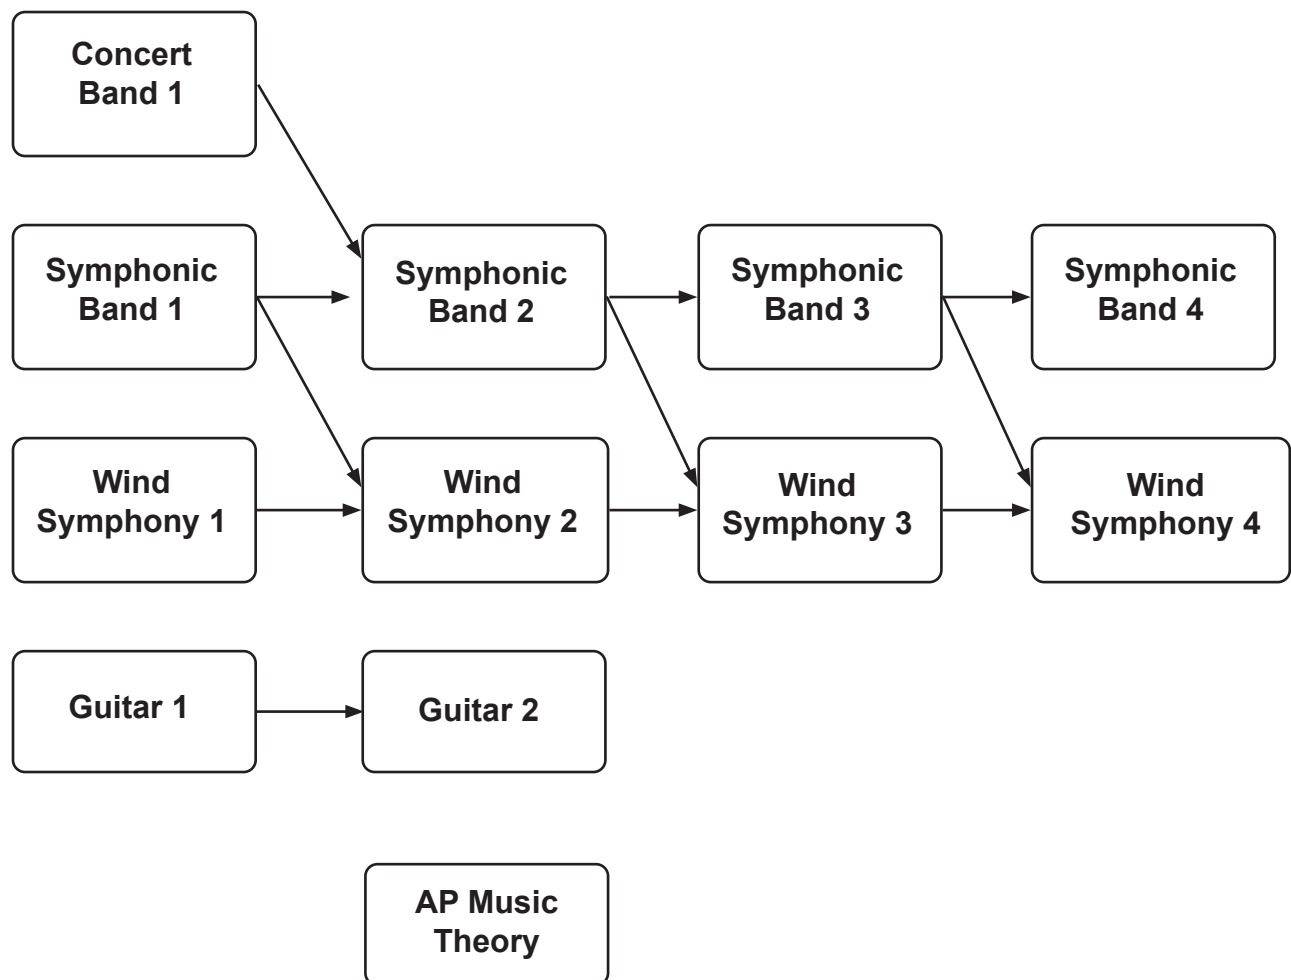 Concert
Band 1
Symphonic
Band 1
Symphonic
Band 2
Symphonic
Band 3
Symphonic
Band 4
Wind
Symphony 1
Wind
Symphony 2
Wind
Symphony 3
Wind
Symphony 4
Guitar 1
Guitar 2
AP Music
Theory